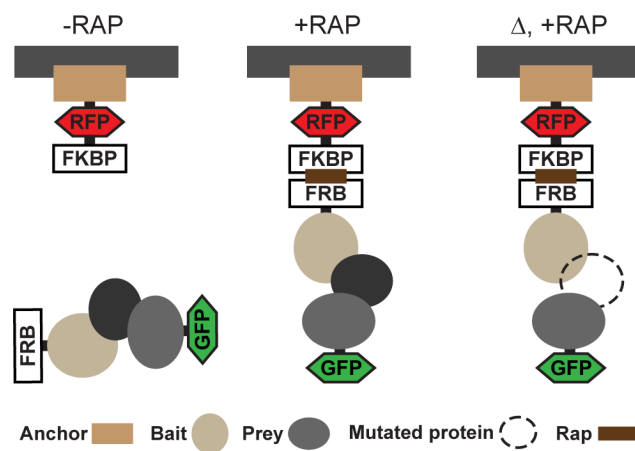 -RAP +RAP Δ, +RAP
RFP RFP RFP
FKBP FKBP FKBP
FRB FRB
FRB GFP
GFP GFP
Anchor Bait Prey Mutated protein Rap